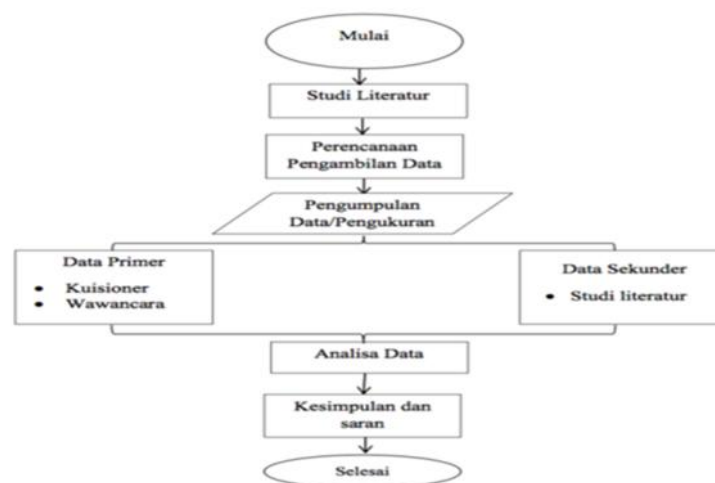 Mulai
Studi Literatur
Perencanaan
Pengambilan Data
Pengumpulan
Data/Pengukuran
Data Primer
• Kuisioner
• Wawancara
Data Sekunder
• Studi literatur
Analisa Data
Kesimpulan dan
saran
Selesai